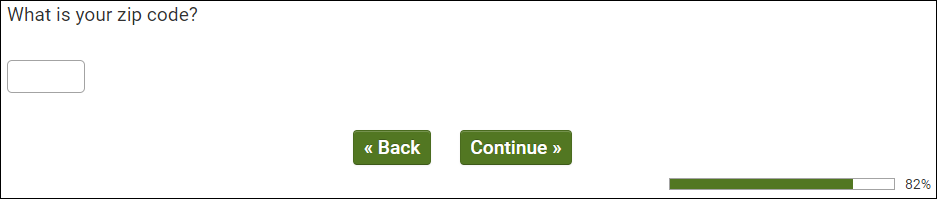 What is your zip code?
« Back
Continue »
82%